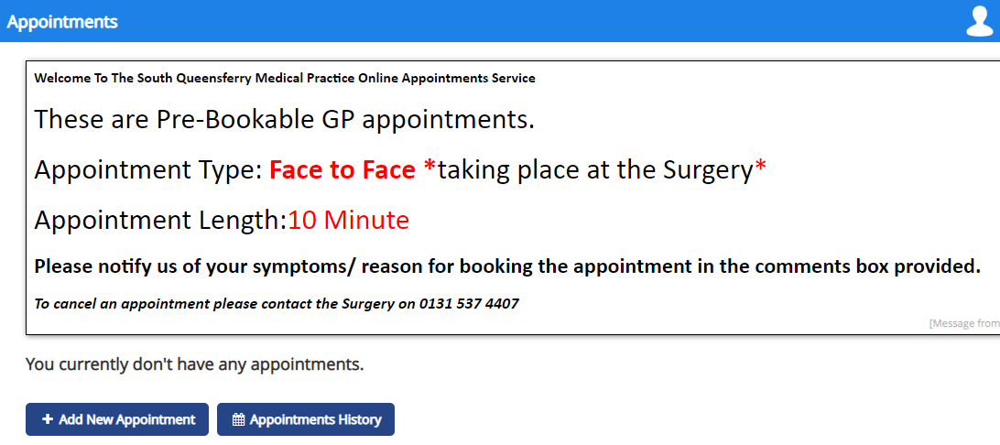 Appointments
Welcome To The South Queensferry Medical Practice Online Appointments Service
These are Pre-Bookable GP appointments.
Appointment Type: Face to Face *taking place at the Surgery*
Appointment Length:10 Minute
Please notify us of your symptoms/ reason for booking the appointment in the comments box provided.
To cancel an appointment please contact the Surgery on 0131 537 4407
[Message from
You currently don't have any appointments.
Add New Appointment Appointments History